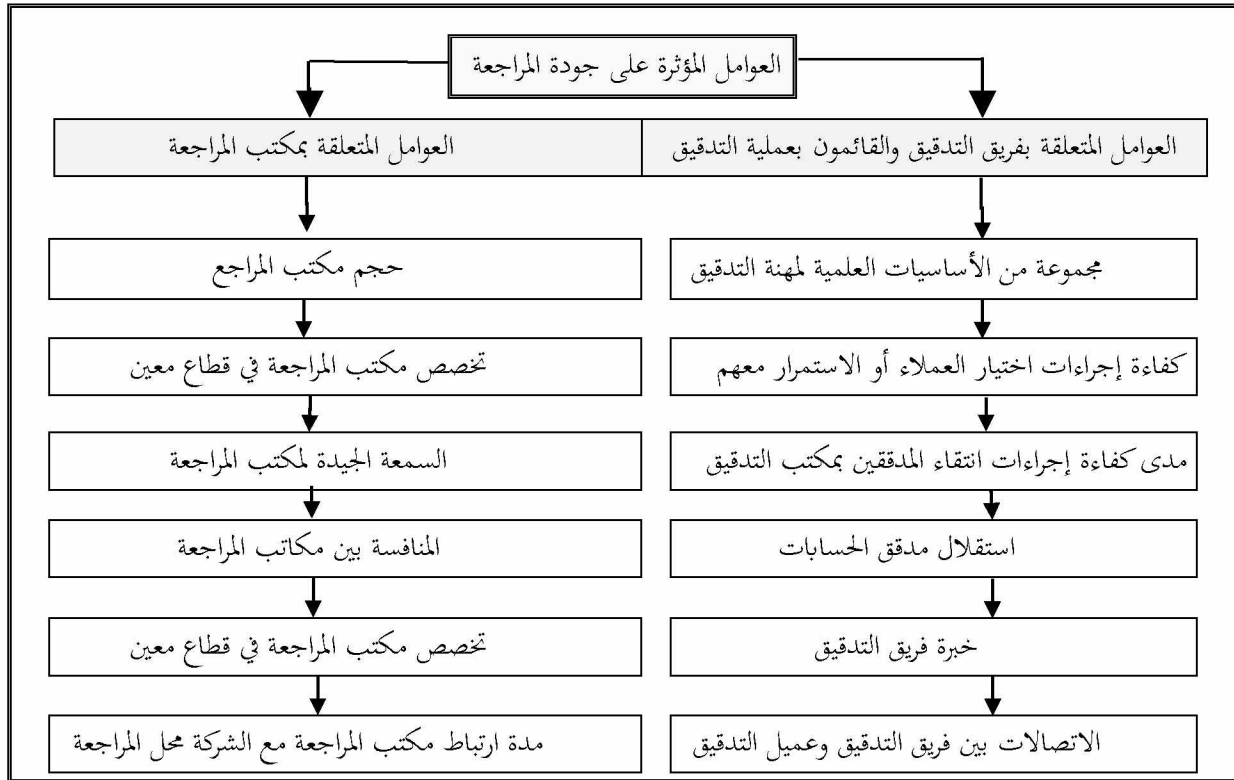 العوامل المؤثرة على جودة المراجعة
العوامل المتعلقة بفريق التدقيق والقائمون بعملية التدقيق
العوامل المتعلقة بمكتب المراجعة
مجموعة من الأساسيات العلمية لمهنة التدقيق
حجم مكتب المراجع
كفاءة إجراءات اختيار العملاء أو الاستمرار معهم
تخصص مكتب المراجعة في قطاع معين
مدى كفاءة إجراءات انتقاء المدققين بمكتب التدقيق
السمعة الجيدة لمكتب المراجعة
استقلال مدقق الحسابات
المنافسة بين مكاتب المراجعة
خبرة فريق التدقيق
تخصص مكتب المراجعة في قطاع معين
الاتصالات بين فريق التدقيق وعميل التدقيق
مدة ارتباط مكتب المراجعة مع الشركة محل المراجعة